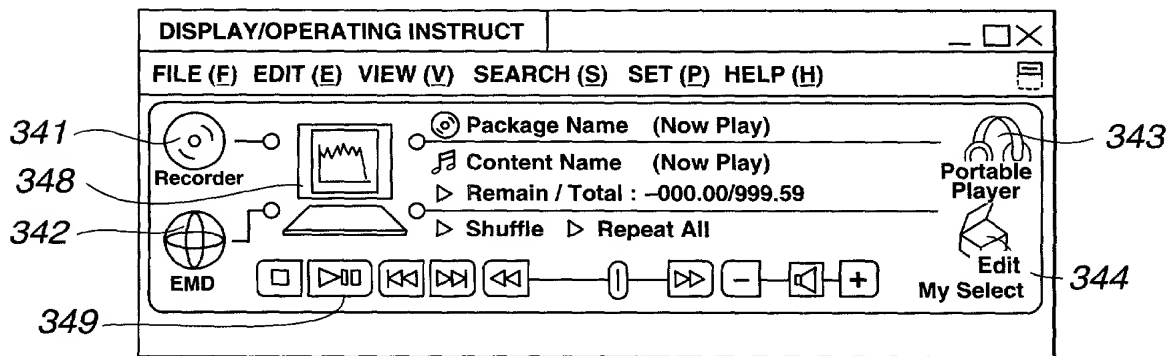 DISPLAY/OPERATING INSTRUCT
FILE (F) EDIT (E) VIEW (V) SEARCH (S) SET (P) HELP (H)
341
Recorder
348
342
EMD
349
Package Name (Now Play)
Content Name (Now Play)
Remain / Total : –000.00/999.59
Shuffle Repeat All
343
Portable
Player
Edit
My Select
344